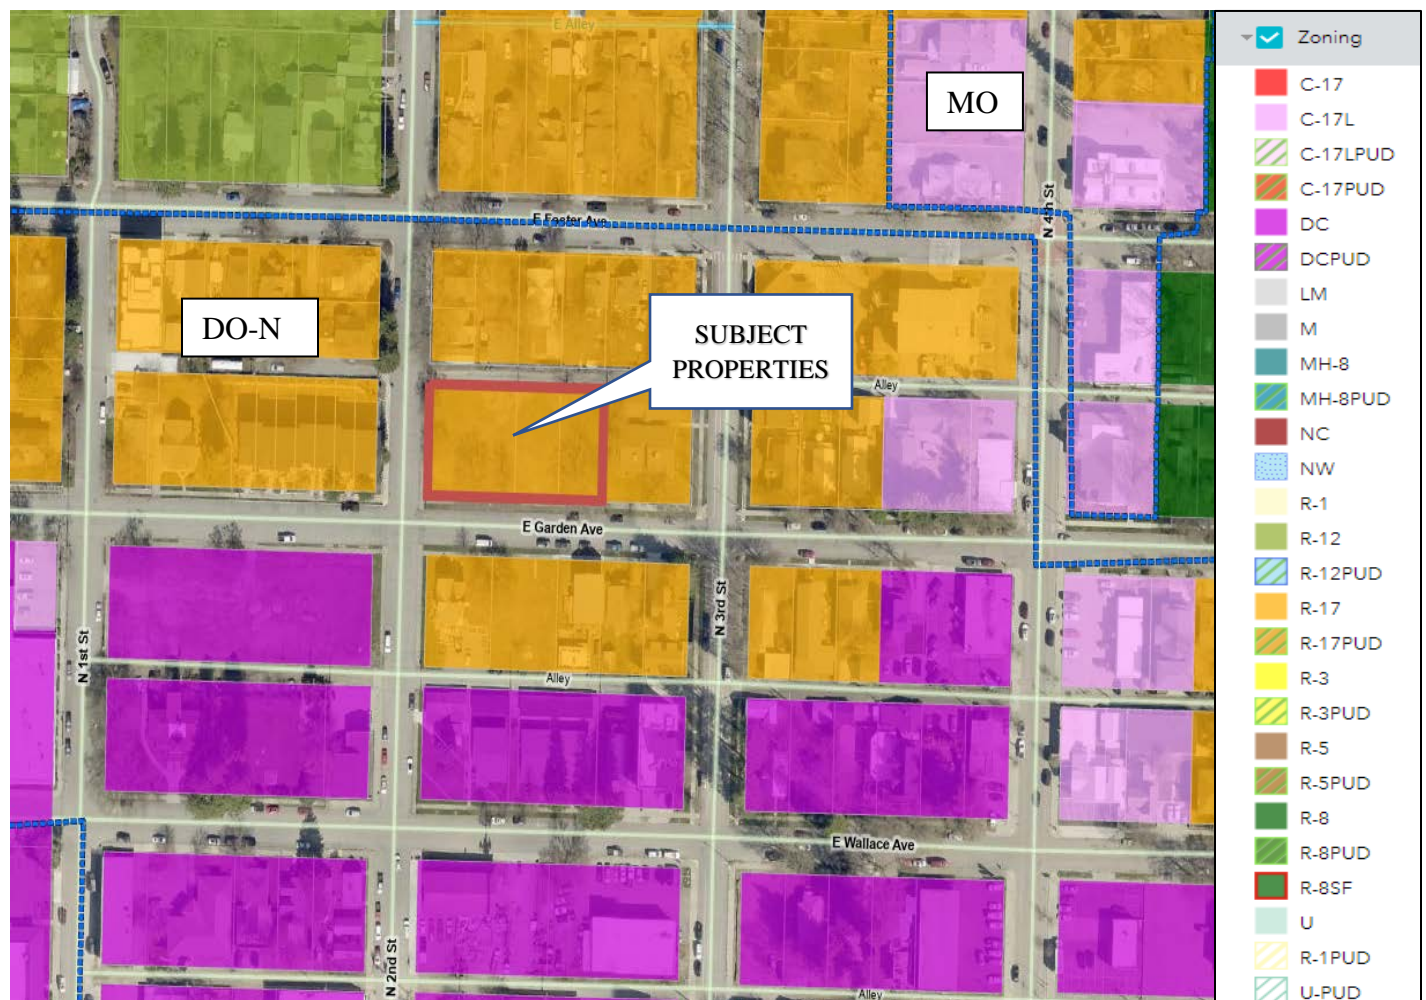 E Alley
MO
E Foster Ave
N 4th St
DO-N
SUBJECT
PROPERTIES
Alley
E Garden Ave
N 3rd St
N 1st St
Alley
E Wallace Ave
N 2nd St
Alley
Zoning
C-17
C-17L
C-17LPUD
C-17PUD
DC
DCPUD
LM
M
MH-8
MH-8PUD
NC
NW
R-1
R-12
R-12PUD
R-17
R-17PUD
R-3
R-3PUD
R-5
R-5PUD
R-8
R-8PUD
R-8SF
U
R-1PUD
U-PUD